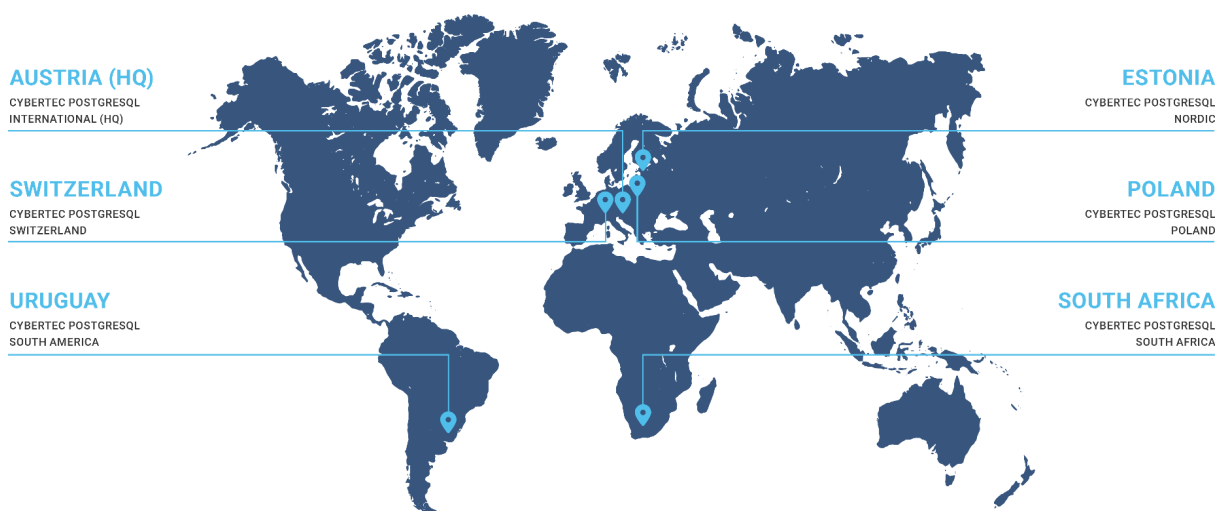 AUSTRIA (HQ)
CYBERTEC POSTGRESQL
INTERNATIONAL (HQ)
SWITZERLAND
CYBERTEC POSTGRESQL
SWITZERLAND
URUGUAY
CYBERTEC POSTGRESQL
SOUTH AMERICA
ESTONIA
CYBERTEC POSTGRESQL
NORDIC
POLAND
CYBERTEC POSTGRESQL
POLAND
SOUTH AFRICA
CYBERTEC POSTGRESQL
SOUTH AFRICA